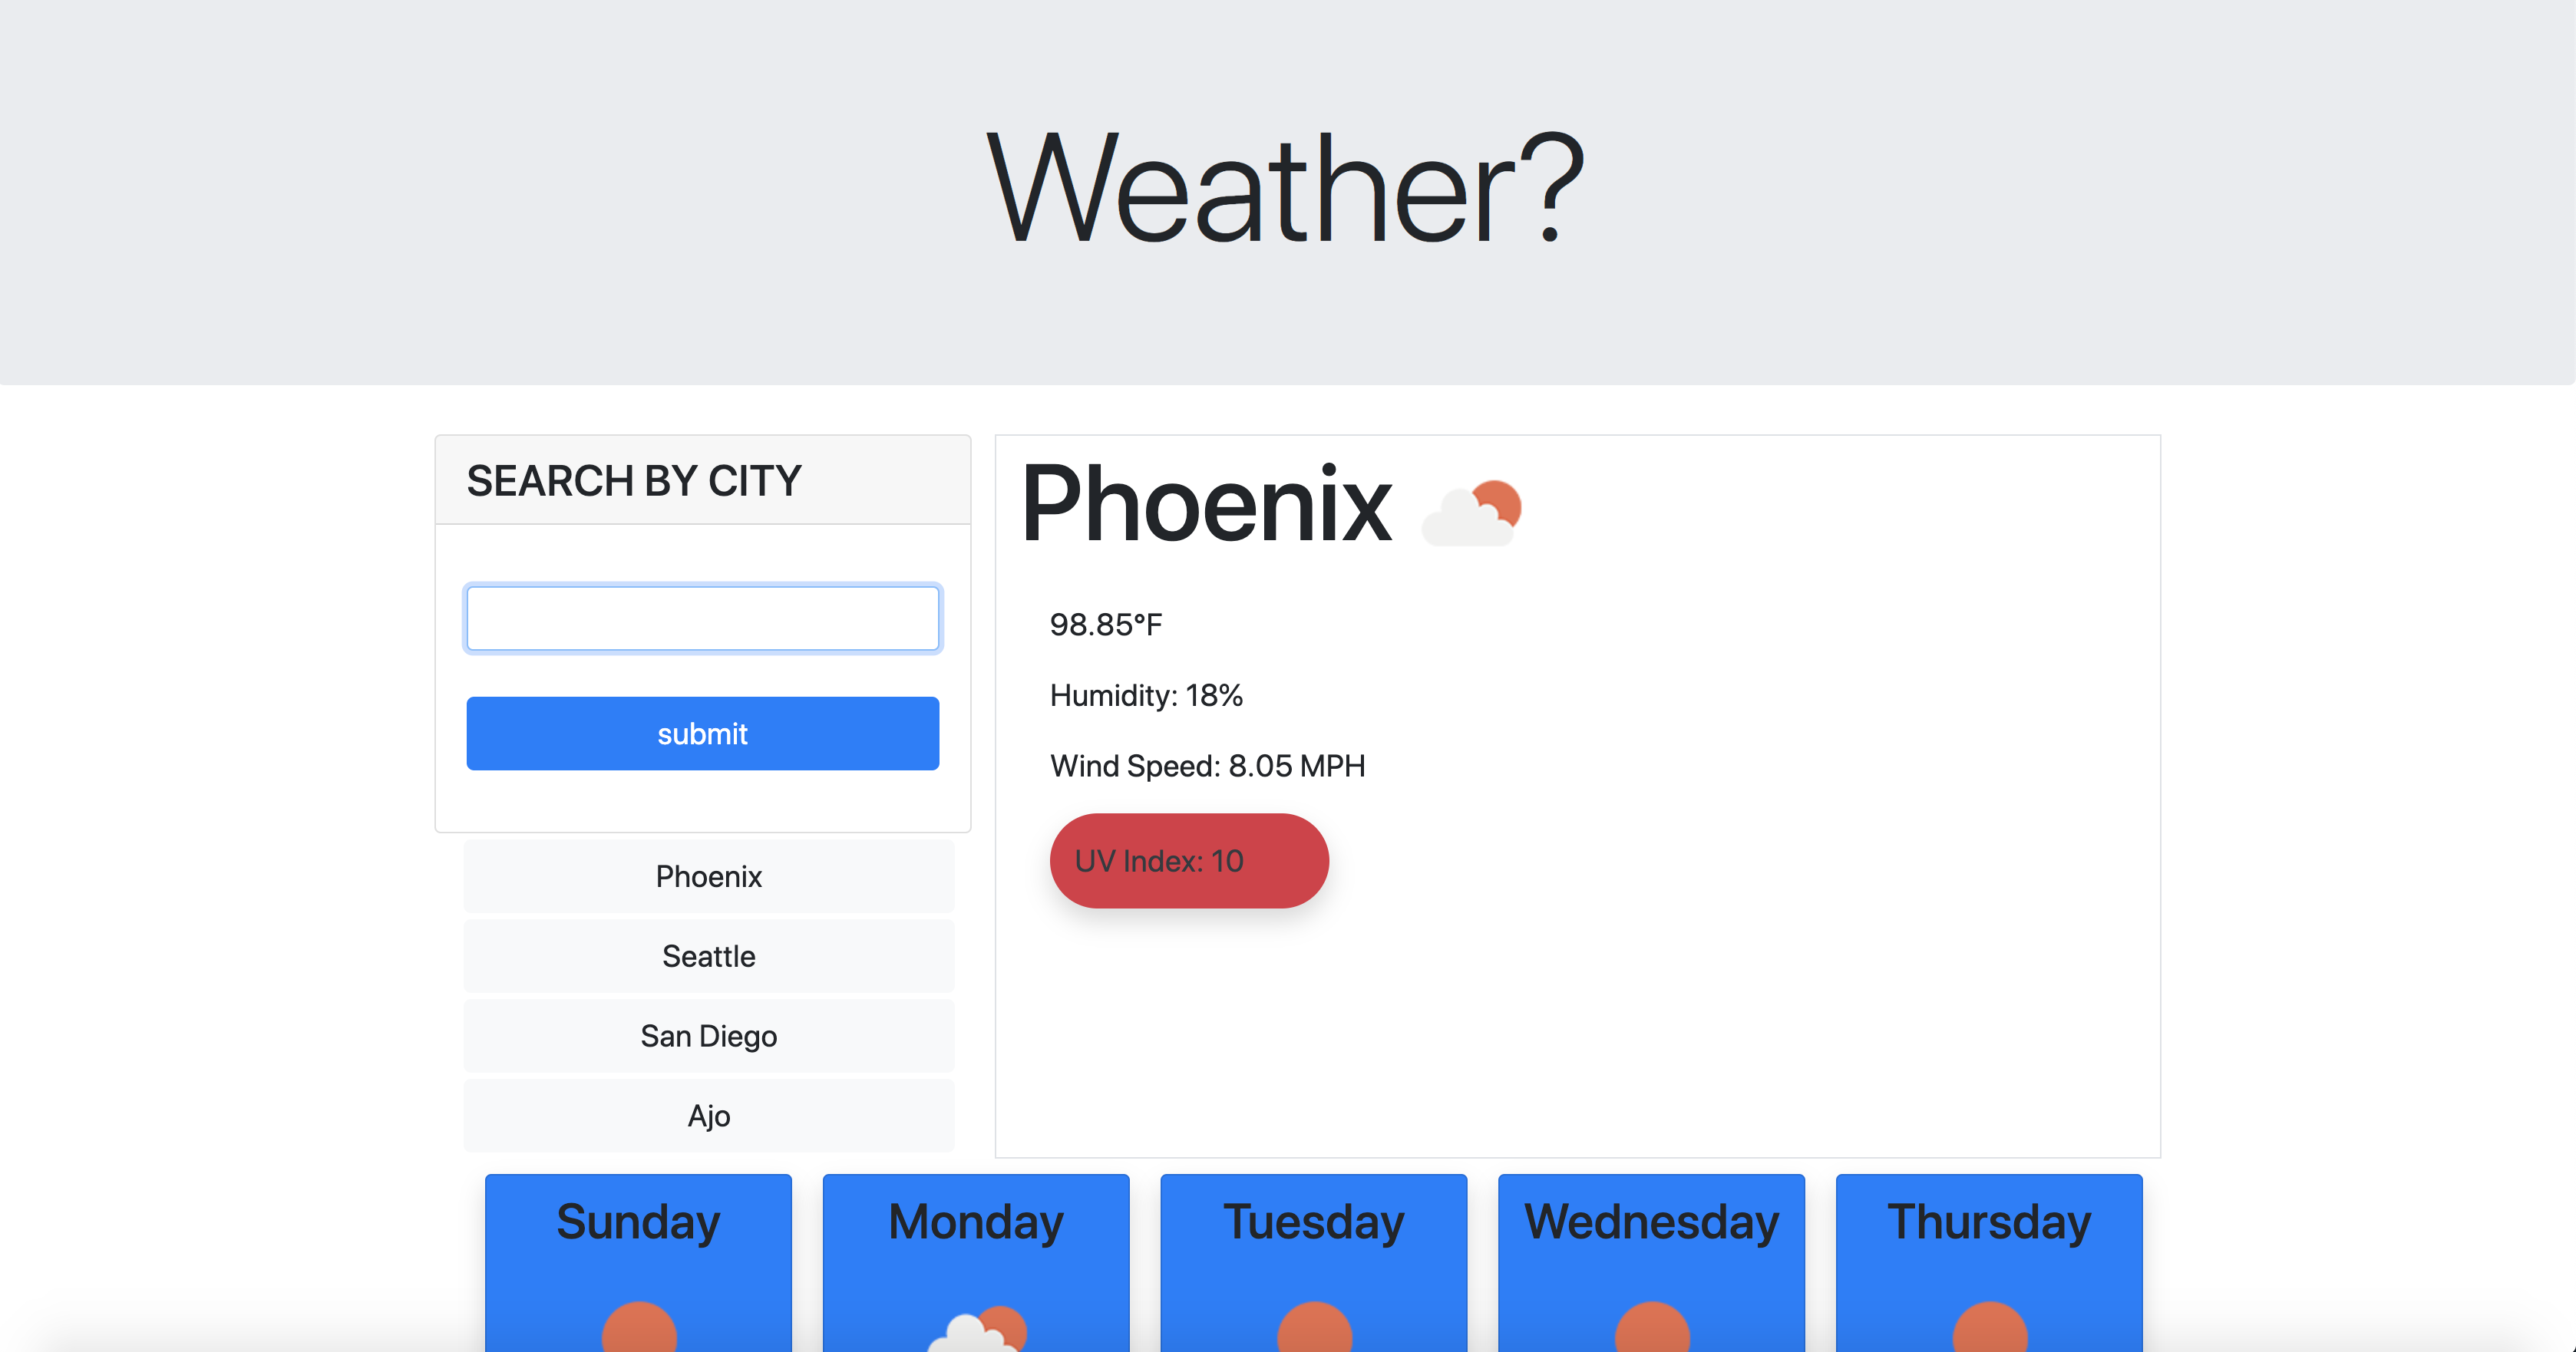 Weather?
SEARCH BY CITY
submit
Phoenix
Seattle
San Diego
Ajo
Phoenix
98.85°F
Humidity: 18%
Wind Speed: 8.05 MPH
UV Index: 10
Sunday
Monday
Tuesday
Wednesday
Thursday